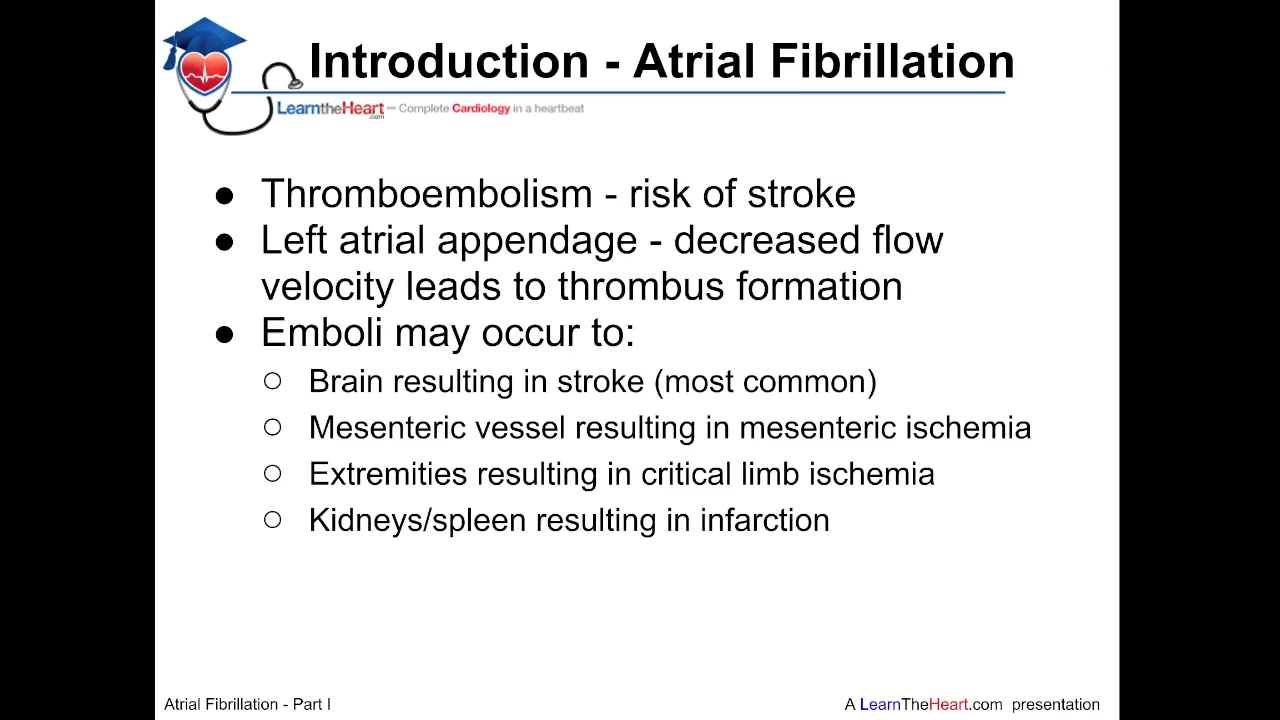 Introduction - Atrial Fibrillation
LearntheHeart.com - Complete Cardiology in a heartbeat
● Thromboembolism - risk of stroke
● Left atrial appendage - decreased flow
velocity leads to thrombus formation
● Emboli may occur to:
○ Brain resulting in stroke (most common)
○ Mesenteric vessel resulting in mesenteric ischemia
○ Extremities resulting in critical limb ischemia
○ Kidneys/spleen resulting in infarction
Atrial Fibrillation - Part I
A LearnTheHeart.com presentation